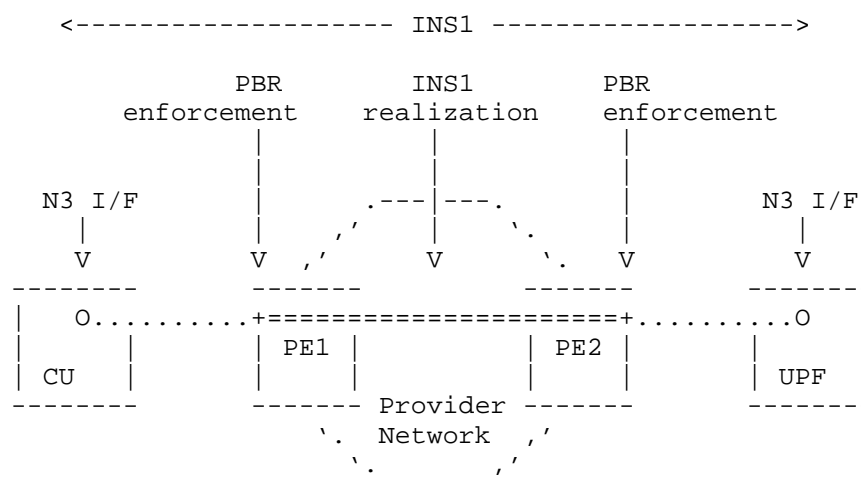 <-------------------- INS1 ------------------->
PBR INS1 PBR
enforcement realization enforcement
N3 I/F N3 I/F
V V V V V
O..........+======================+..........O
PE1 PE2
CU UPF
Provider
Network